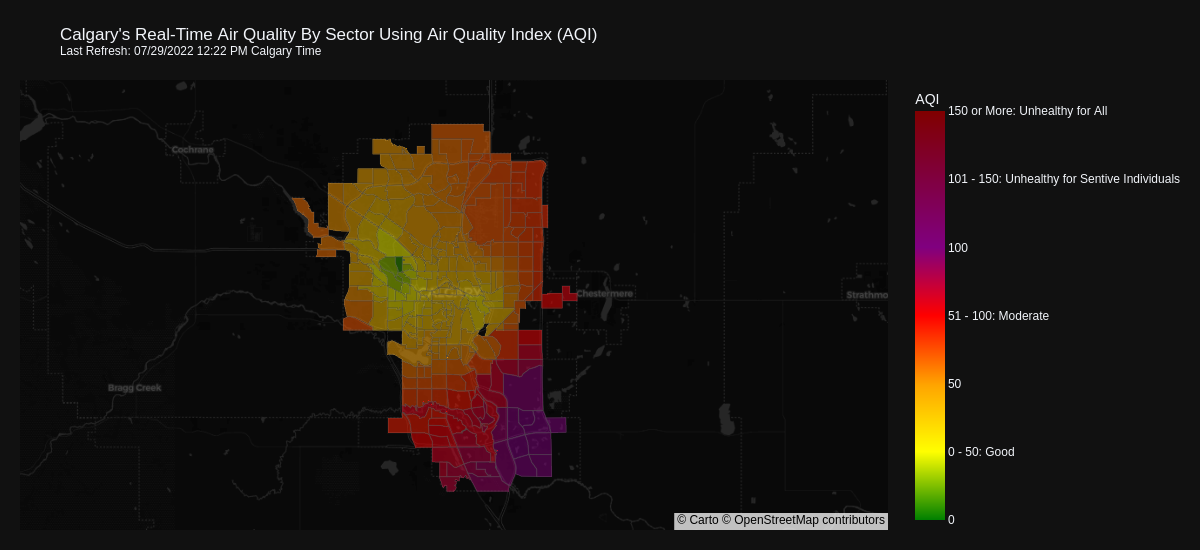 Calgary's Real-Time Air Quality By Sector Using Air Quality Index (AQI)
Last Refresh: 07/29/2022 12:22 PM Calgary Time
AQI
150 or More: Unhealthy for All
Cochrane
101 - 150: Unhealthy for Sentive Individuals
100
CALGARY
Chestermere
Strathmo
51 - 100: Moderate
Bragg Creek
50
0 - 50: Good
0
© Carto © OpenStreetMap contributors